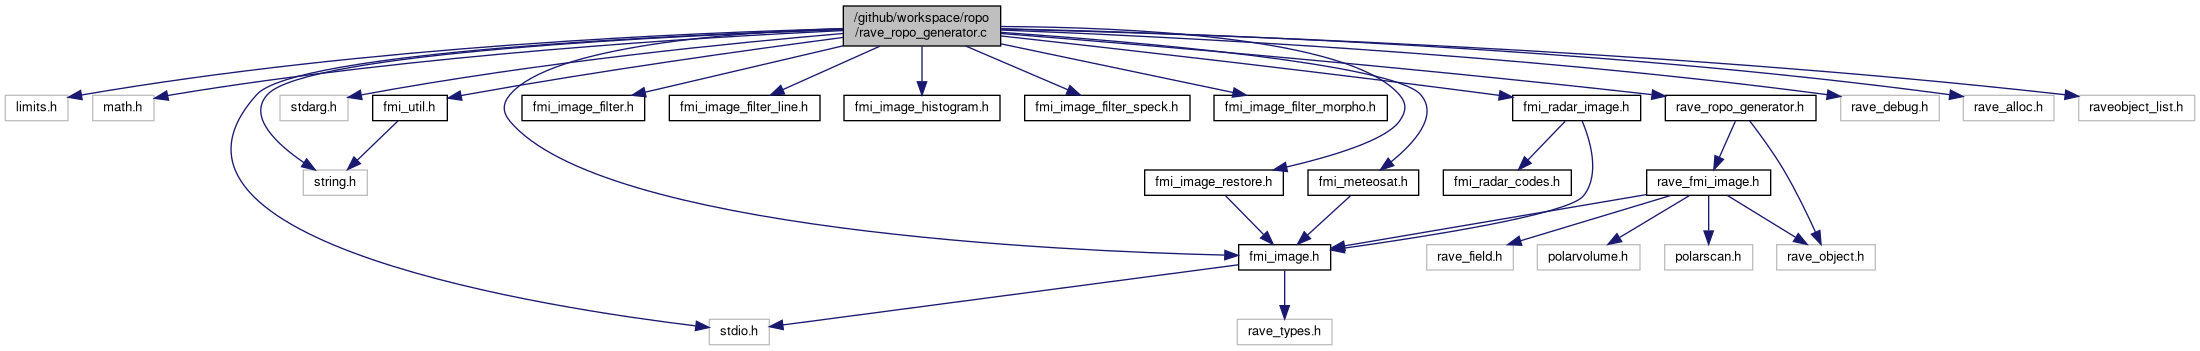 /github/workspace/ropo
/rave_ropo_generator.c
limits.h
math.h
stdarg.h
fmi_util.h
fmi_image_filter.h
fmi_image_filter_line.h
fmi_image_histogram.h
fmi_image_filter_speck.h
fmi_image_filter_morpho.h
fmi_radar_image.h
rave_ropo_generator.h
rave_debug.h
rave_alloc.h
raveobject_list.h
string.h
fmi_image_restore.h
fmi_meteosat.h
fmi_radar_codes.h
rave_fmi_image.h
fmi_image.h
rave_field.h
polarvolume.h
polarscan.h
rave_object.h
stdio.h
rave_types.h